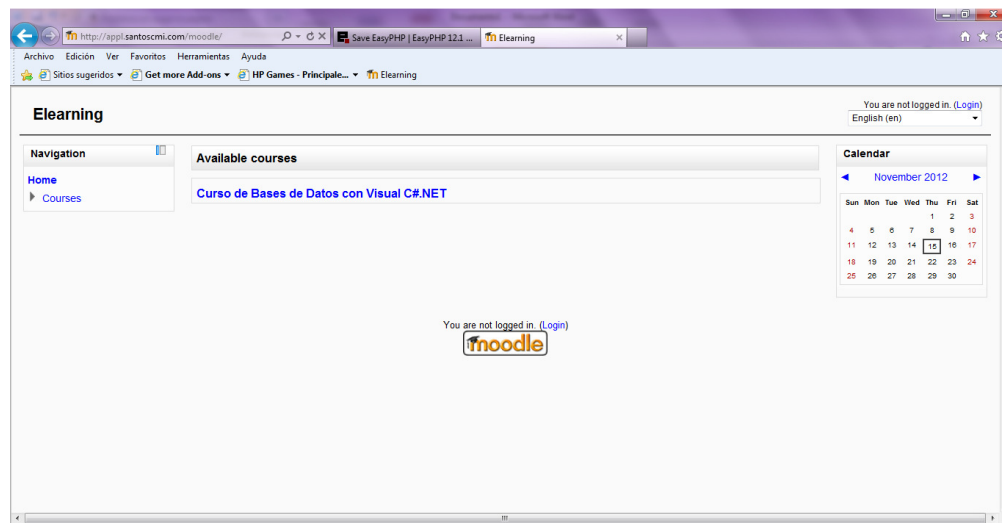 http://appl.santoscmi.com/moodle/
Save EasyPHP | EasyPHP 12.1 ...
Elearning
Archivo Edición Ver Favoritos Herramientas Ayuda
Sitios sugeridos Get more Add-ons HP Games - Principale... Elearning
Elearning
You are not logged in. (Login)
English (en)
Navigation
Home
Courses
Available courses
Curso de Bases de Datos con Visual C#.NET
Calendar
November 2012
Sun Mon Tue Wed Thu Fri Sat
1 2 3
4 5 6 7 8 9 10
11 12 13 14 15 16 17
18 19 20 21 22 23 24
25 26 27 28 29 30
You are not logged in. (Login)
moodle